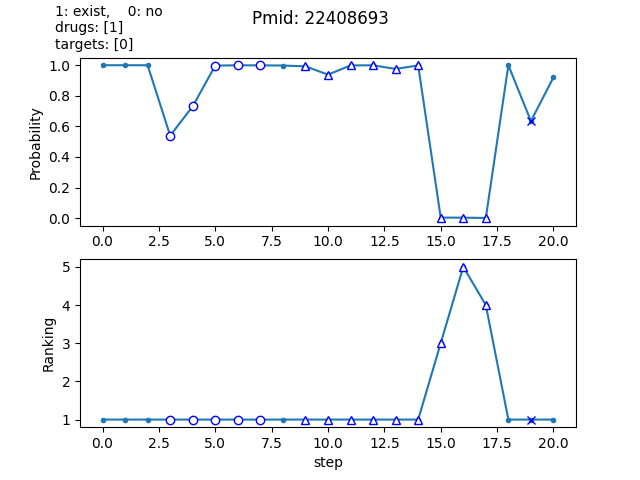 1: exist,    0: no
drugs: [1]
targets: [0]
Pmid: 22408693
Probability
1.0
0.8
0.6
0.4
0.2
0.0
0.0 2.5 5.0 7.5 10.0 12.5 15.0 17.5 20.0
Ranking
5
4
3
2
1
0.0 2.5 5.0 7.5 10.0 12.5 15.0 17.5 20.0
step